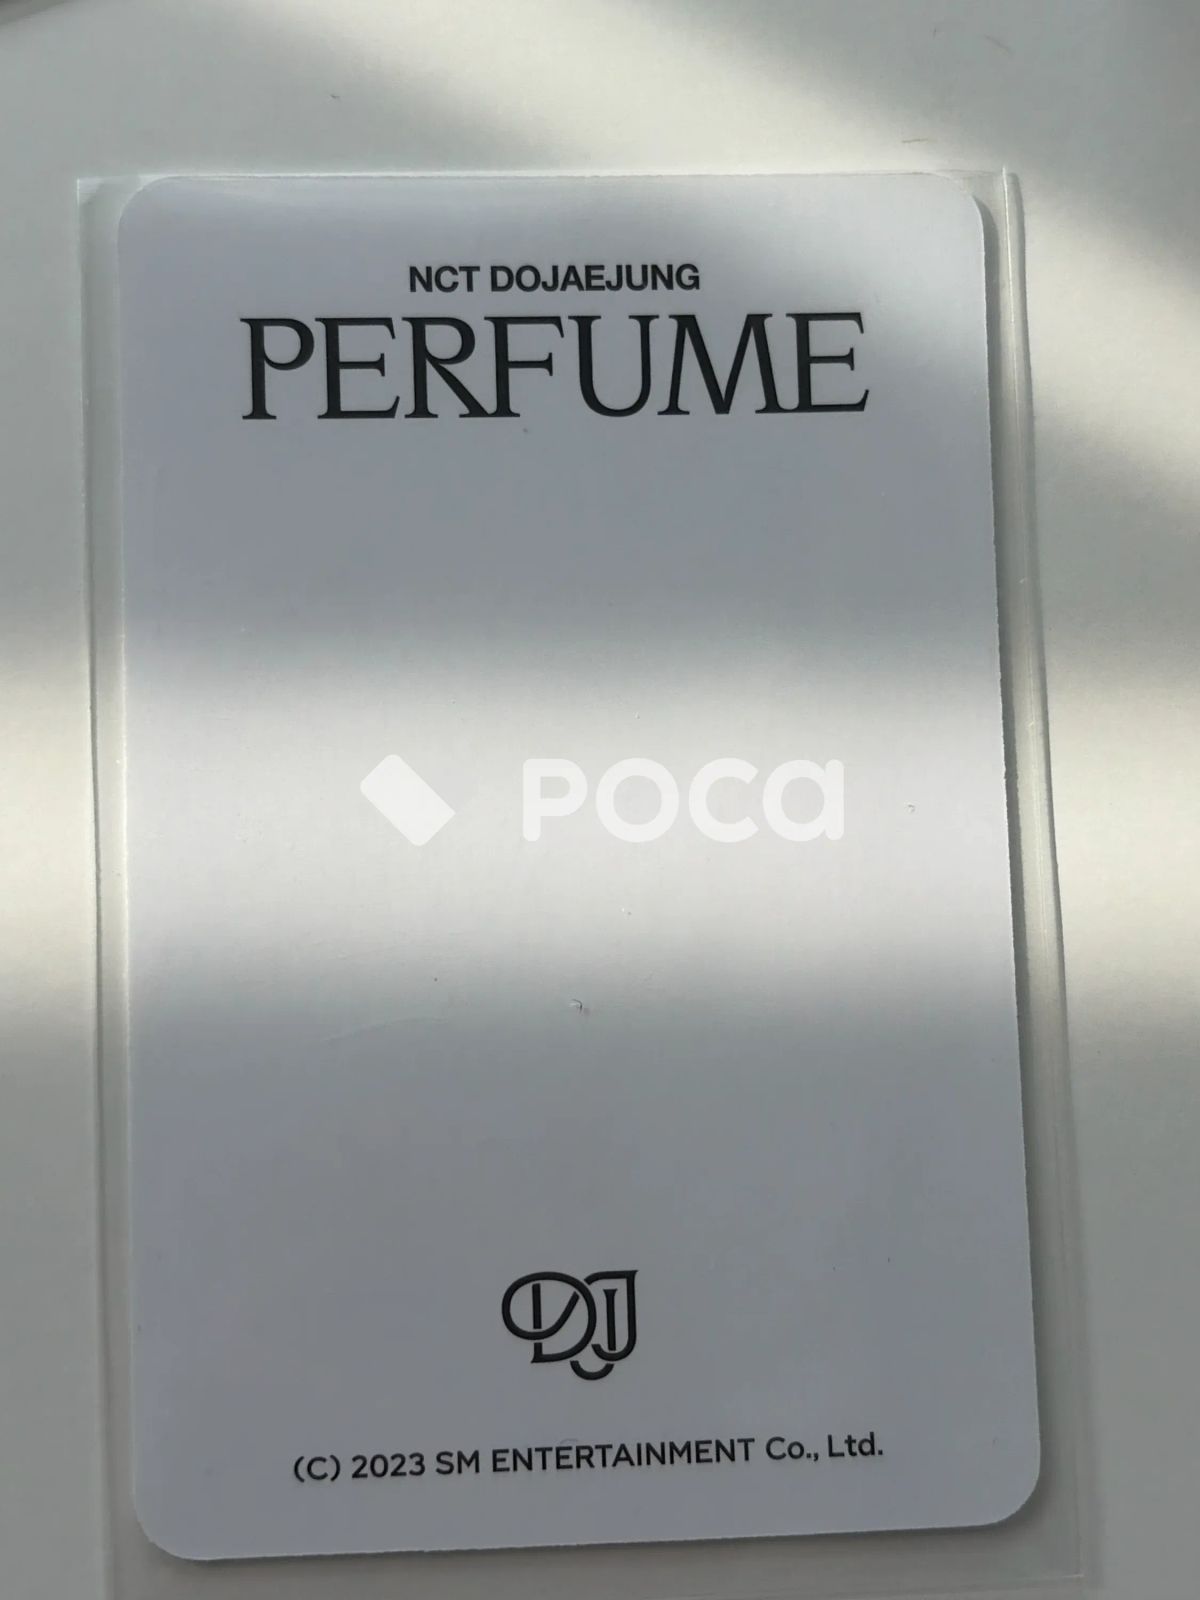 NCT DOJAEJUNG
PERFUME
POCA
DJJ
(C) 2023 SM ENTERTAINMENT Co., Ltd.